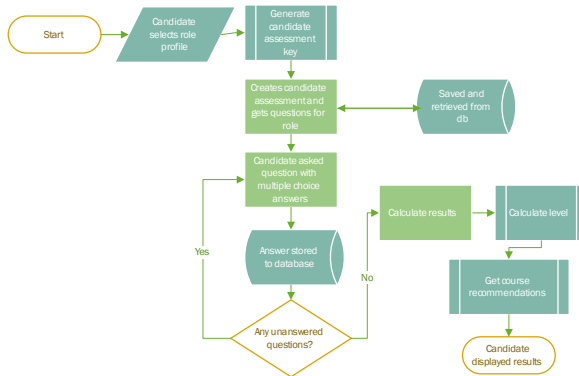 Start
Candidate
selects role
profile
Generate
candidate
assessment
key
Creates candidate
assessment and
gets questions for
role
Saved and
retrieved from
db
Candidate asked
question with
multiple choice
answers
Yes
Answer stored
to database
No
Any unanswered
questions?
Calculate results
Calculate level
Get course
recommendations
Candidate
displayed results